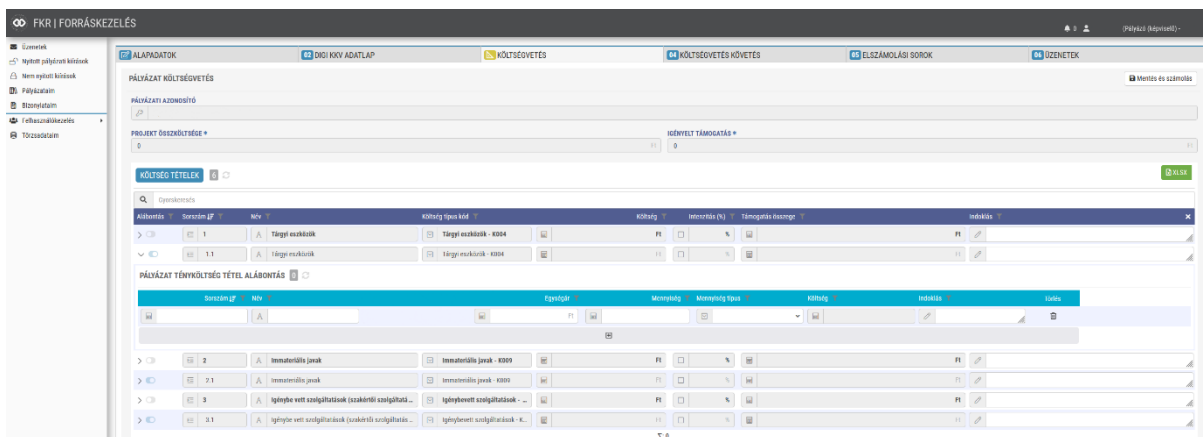 FKR | FORRÁSKEZELÉS
0
(Pályázó (képviselő) -
Üzenetek
Nyitott pályázati kiírások
Nem nyitott kiírások
Pályázataim
Bizonylataim
Felhasználókezelés
Törzsadataim
ALAPADATOK
02 DIGI KKV ADATLAP
KÖLTSÉGVETÉS
04 KÖLTSÉGVETÉS KÖVETÉS
05 ELSZÁMOLÁSI SOROK
06 ÜZENETEK
PÁLYÁZAT KÖLTSÉGVETÉS
Mentés és számolás
PÁLYÁZATI AZONOSÍTÓ
PROJEKT ÖSSZKÖLTSÉGE *
IGÉNYELT TÁMOGATÁS *
0 Ft
0 Ft
KÖLTSÉG TÉTELEK 6
XLSX
Gyorskeresés
Alábontás Sorszám Név Költség típus kód Költség Intenzitás (%) Támogatás összege Indoklás
1 Tárgyi eszközök Tárgyi eszközök - K004 Ft % Ft
1.1 Tárgyi eszközök Tárgyi eszközök - K004 Ft % Ft
PÁLYÁZAT TÉNYKÖLTSÉG TÉTEL ALÁBONTÁS 0
Sorszám Név Egységár Mennyiség Mennyiség típus Költség Indoklás Törlés
Ft
2 Immateriális javak Immateriális javak - K009 Ft % Ft
2.1 Immateriális javak Immateriális javak - K009 Ft % Ft
3 Igénybe vett szolgáltatások (szakértői szolgáltatá... Igénybevett szolgáltatások - ... Ft % Ft
3.1 Igénybe vett szolgáltatások (szakértői szolgáltatás... Igénybevett szolgáltatások - K... Ft % Ft
Σ: 6